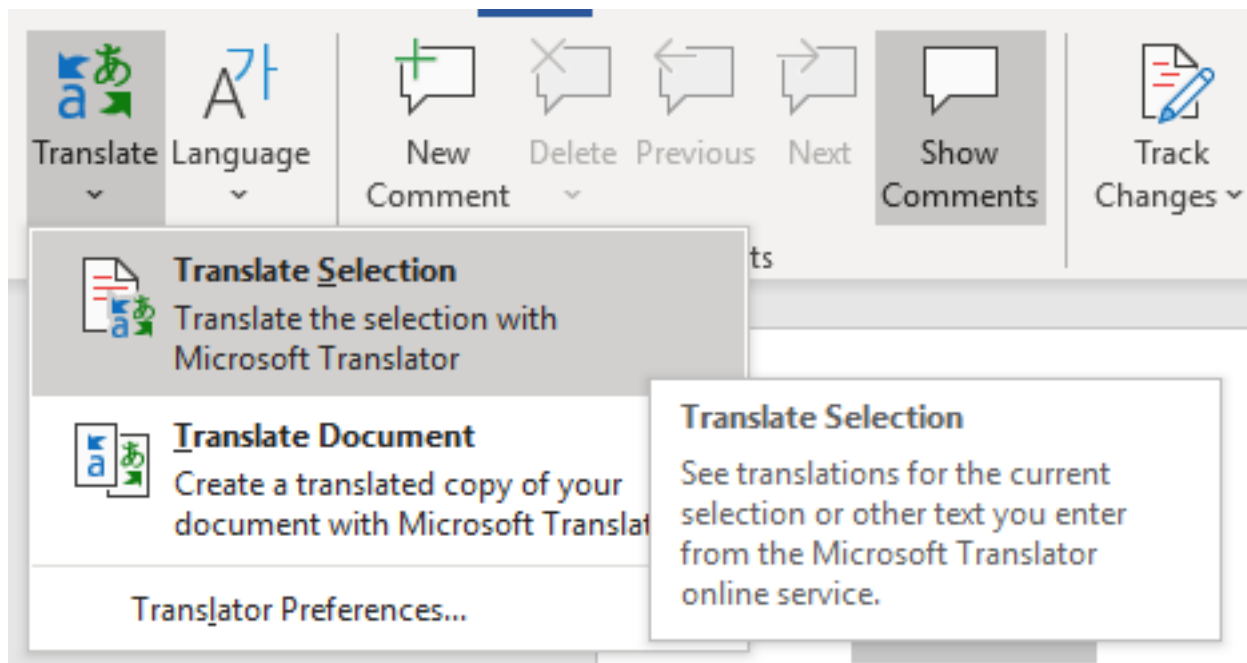 Translate
Language
New
Comment
Delete
Previous
Next
Show
Comments
Track
Changes
ts
Translate Selection
Translate the selection with
Microsoft Translator
Translate Document
Create a translated copy of your
document with Microsoft Translat
Translator Preferences...
Translate Selection
See translations for the current
selection or other text you enter
from the Microsoft Translator
online service.